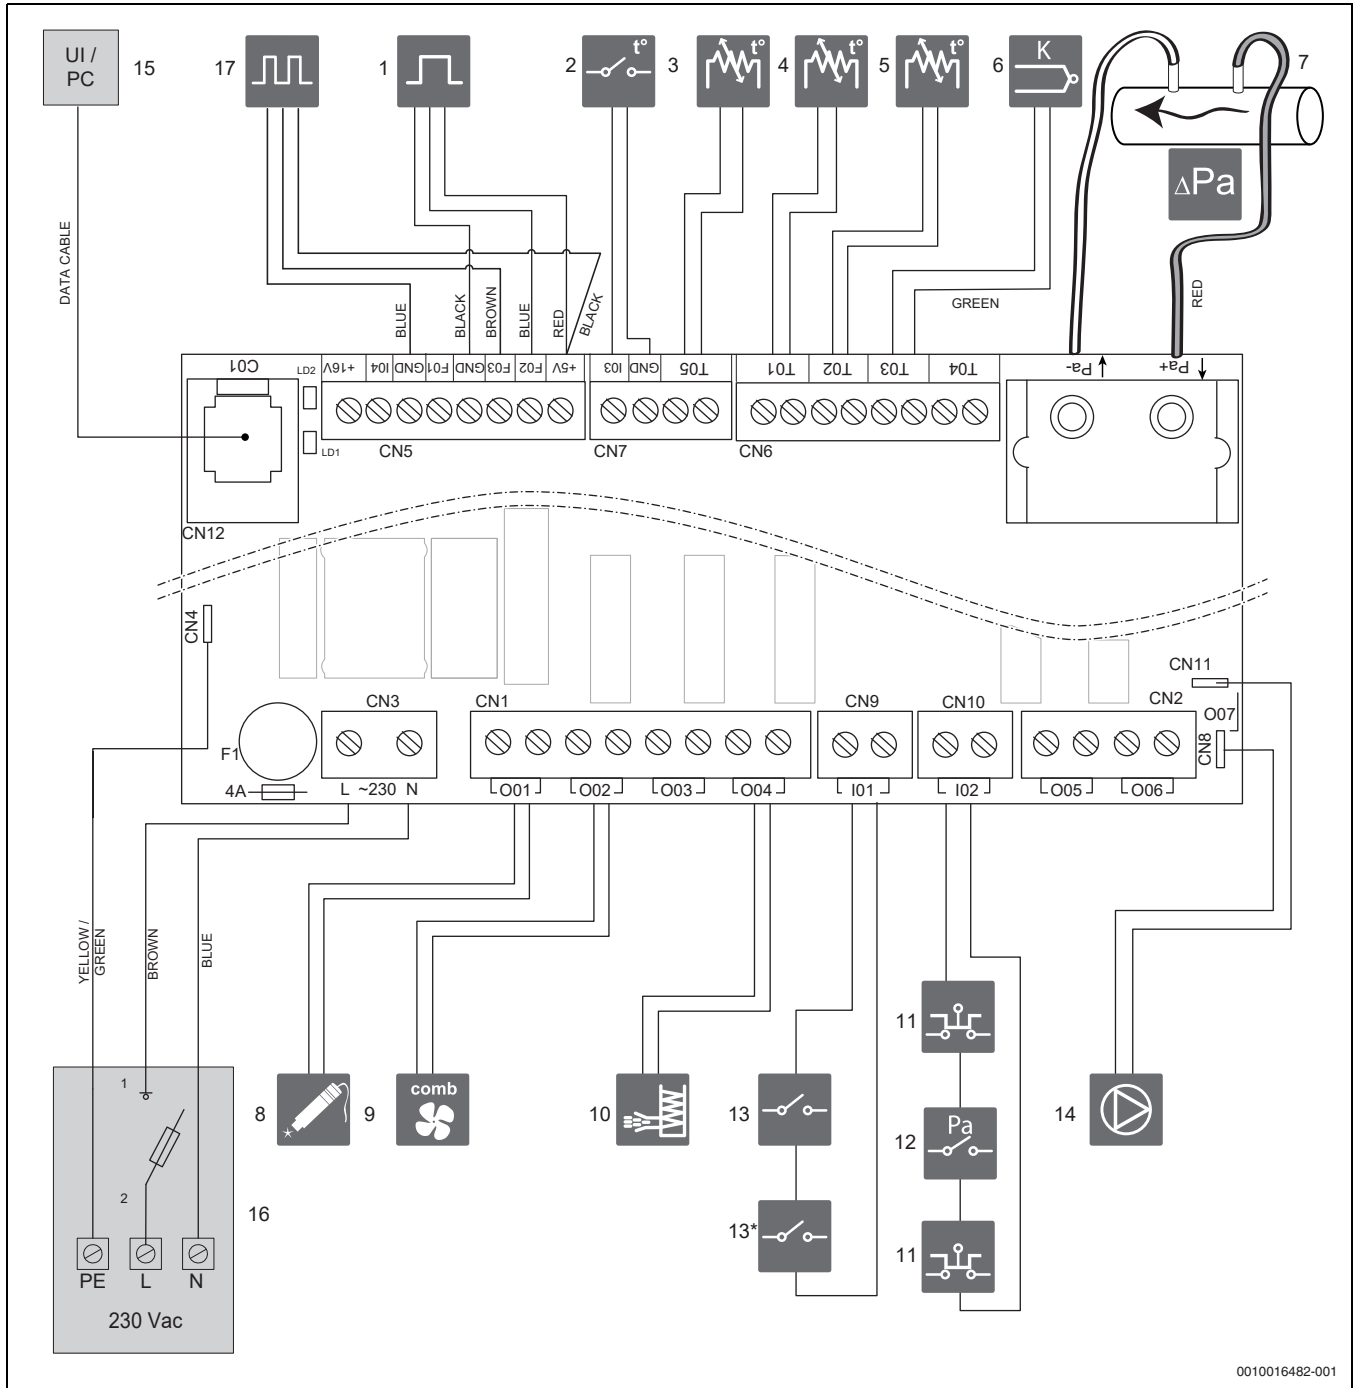 UI /
PC
15
17
1
2
t°
3
t°
4
t°
5
t°
6
K
7
ΔPa
DATA CABLE
BLUE
BLACK
BROWN
BLUE
RED
BLACK
GREEN
RED
C01
LD2
LD1
+16V
I04
GND
F01
GND
F03
F02
+5V
I03
GND
T05
T01
T02
T03
T04
Pa-
Pa+
CN12
CN5
CN7
CN6
CN4
CN11
F1
CN3
CN1
CN9
CN10
CN2
O07
CN8
4A
L ~230 N
O01
O02
O03
O04
I01
I02
O05
O06
YELLOW /
GREEN
BROWN
BLUE
1
2
PE
L
N
230 Vac
16
8
9
comb
10
13
13*
11
12
Pa
11
14
0010016482-001